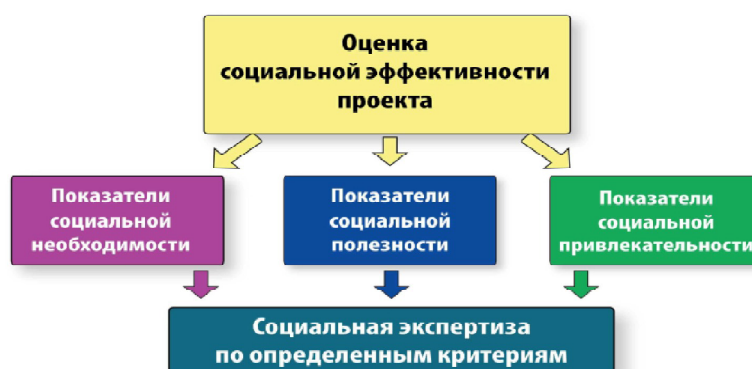 Оценка
социальной эффективности
проекта
Показатели
социальной
необходимости
Показатели
социальной
полезности
Показатели
социальной
привлекательности
Социальная экспертиза
по определенным критериям